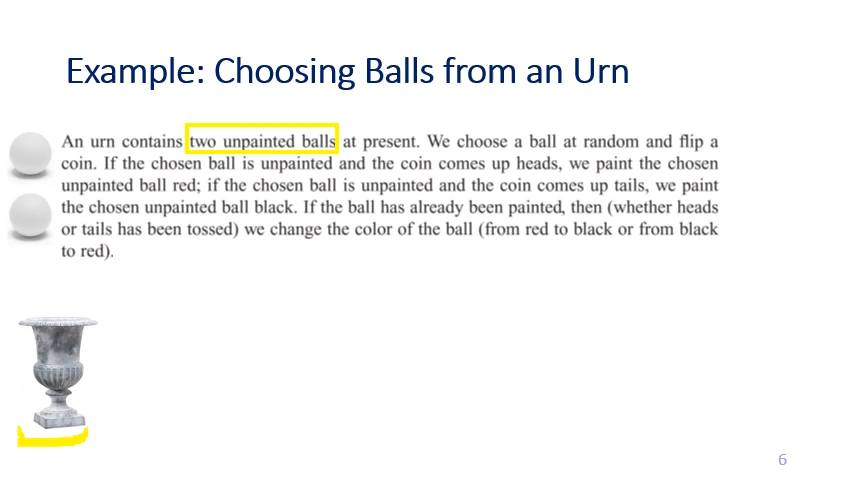 Example: Choosing Balls from an Urn
An urn contains two unpainted balls at present. We choose a ball at random and flip a
coin. If the chosen ball is unpainted and the coin comes up heads, we paint the chosen
unpainted ball red; if the chosen ball is unpainted and the coin comes up tails, we paint
the chosen unpainted ball black. If the ball has already been painted, then (whether heads
or tails has been tossed) we change the color of the ball (from red to black or from black
to red).
6